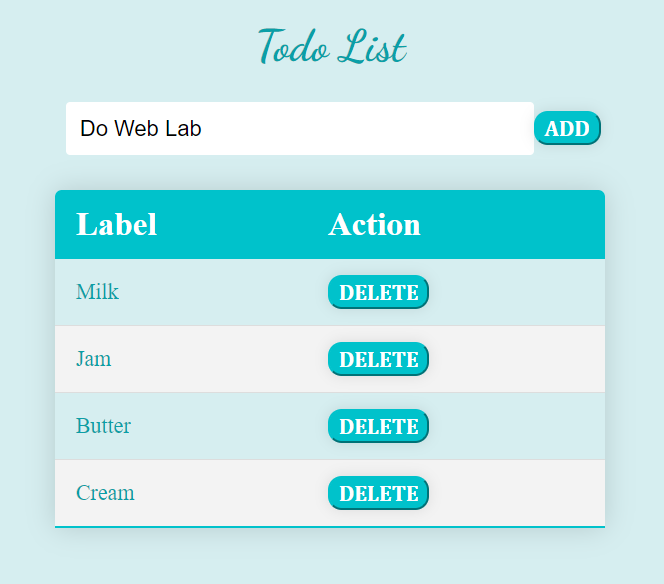 Todo List
Do Web Lab ADD
Label Action
Milk DELETE
Jam DELETE
Butter DELETE
Cream DELETE